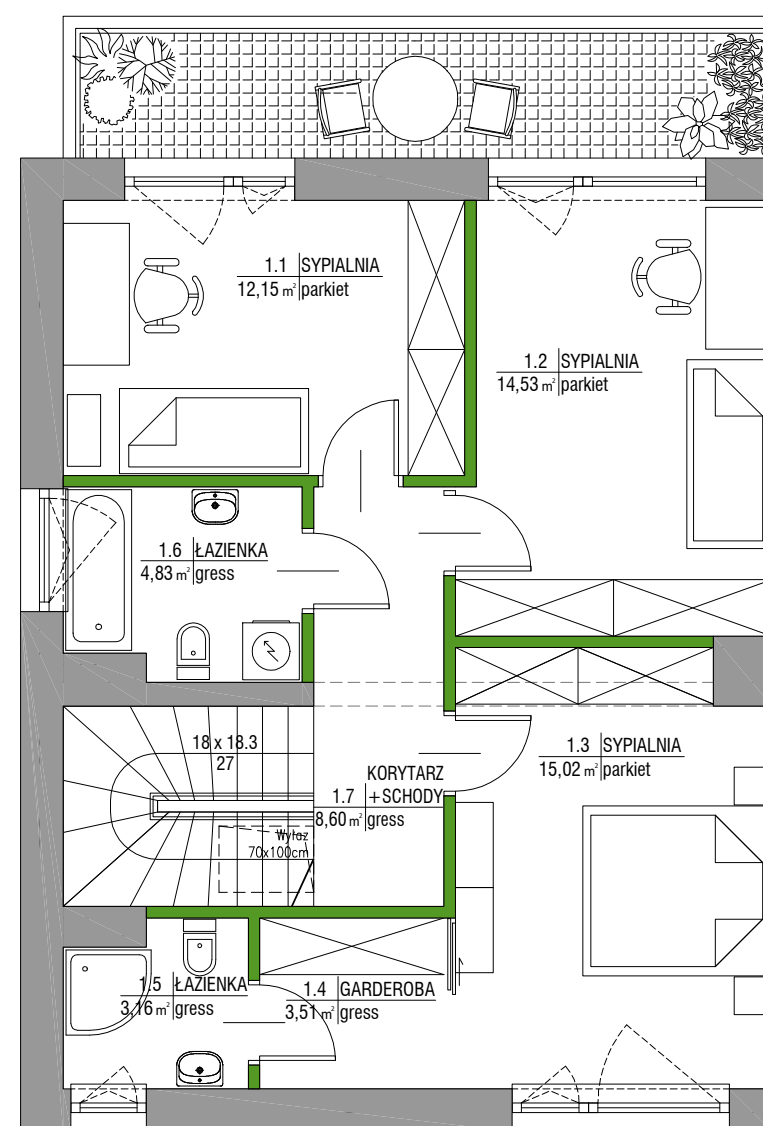 1.1 SYPIALNIA
12,15 m² parkiet
1.2 SYPIALNIA
14,53 m² parkiet
1.6 ŁAZIENKA
4,83 m² gress
18 x 18.3
27
1.3 SYPIALNIA
15,02 m² parkiet
KORYTARZ
1.7 +SCHODY
8,60 m² gress
Wyłaz
70x100cm
1.5 ŁAZIENKA
3,16 m² gress
1.4 GARDEROBA
3,51 m² gress